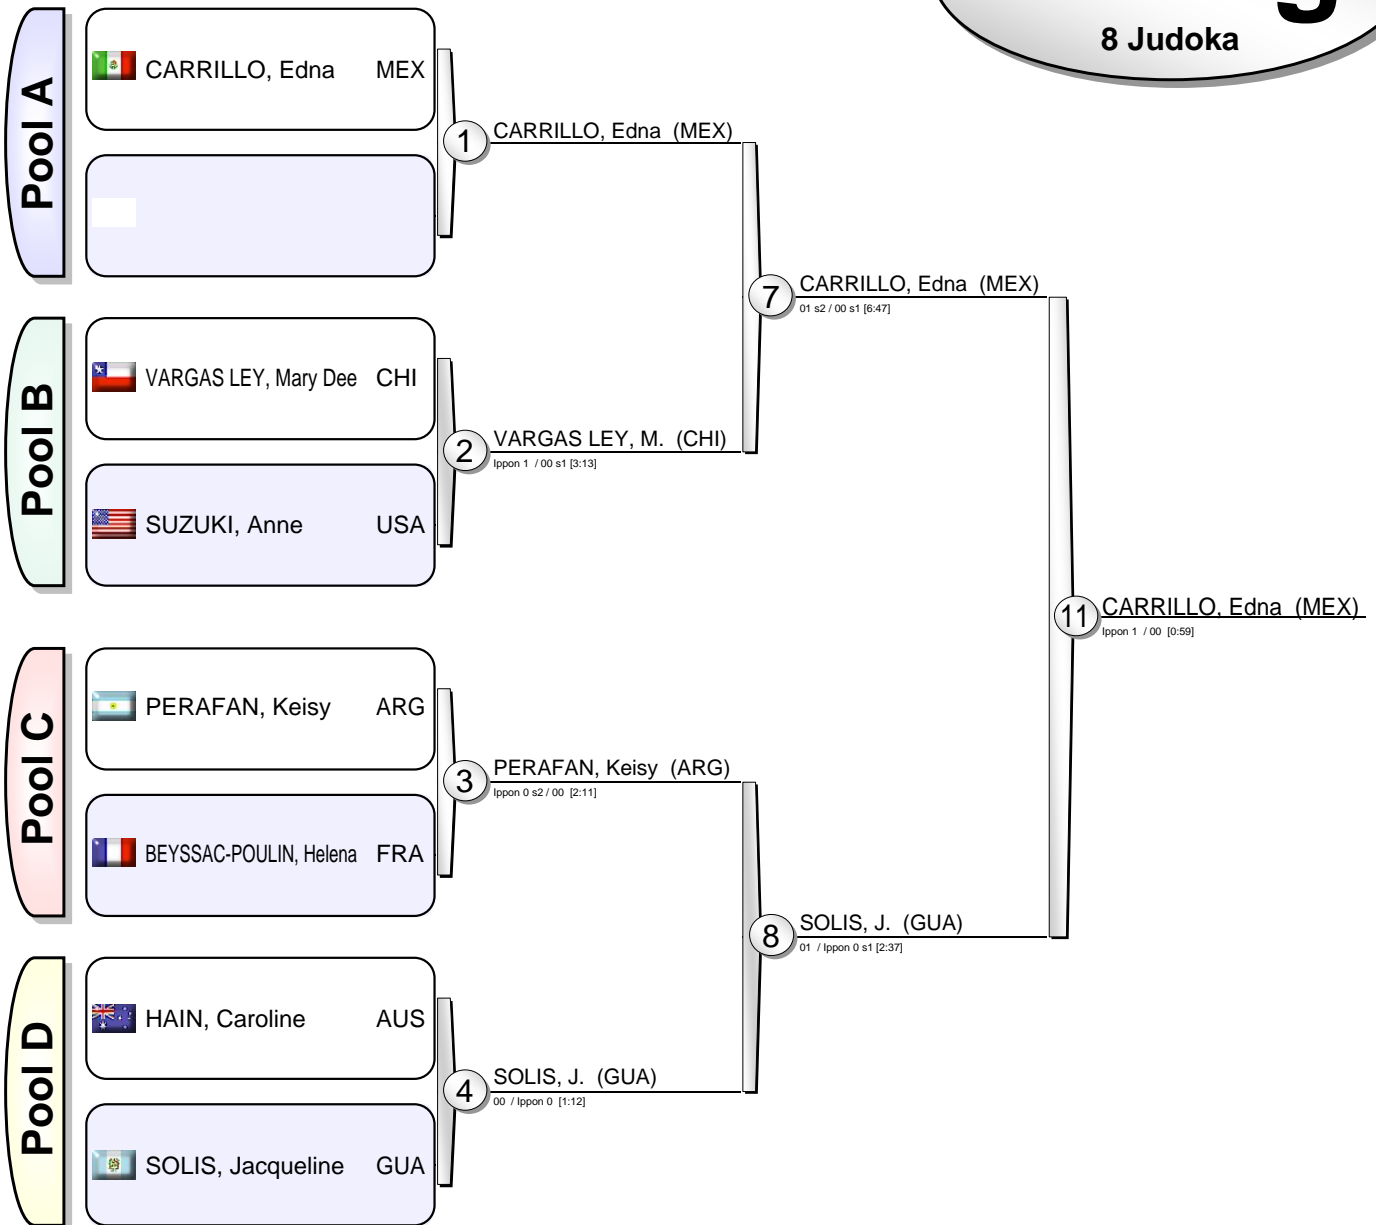 8 Judoka
Pool A
CARRILLO, Edna MEX
1 CARRILLO, Edna (MEX)
7 CARRILLO, Edna (MEX)
01 s2 / 00 s1 [6:47]
Pool B
VARGAS LEY, Mary Dee CHI
2 VARGAS LEY, M. (CHI)
Ippon 1 / 00 s1 [3:13]
SUZUKI, Anne USA
11 CARRILLO, Edna (MEX)
Ippon 1 / 00 [0:59]
Pool C
PERAFAN, Keisy ARG
3 PERAFAN, Keisy (ARG)
Ippon 0 s2 / 00 [2:11]
BEYSSAC-POULIN, Helena FRA
8 SOLIS, J. (GUA)
01 / Ippon 0 s1 [2:37]
Pool D
HAIN, Caroline AUS
4 SOLIS, J. (GUA)
00 / Ippon 0 [1:12]
SOLIS, Jacqueline GUA